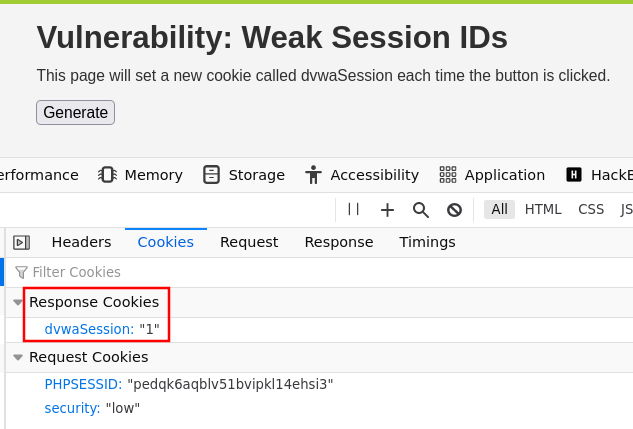 Vulnerability: Weak Session IDs
This page will set a new cookie called dvwaSession each time the button is clicked.
Generate
erformance Memory Storage Accessibility Application HackB
All HTML CSS JS
Headers Cookies Request Response Timings
Filter Cookies
Response Cookies
dvwaSession: "1"
Request Cookies
PHPSESSID: "pedqk6aqblv51bvipkl14ehsi3"
security: "low"